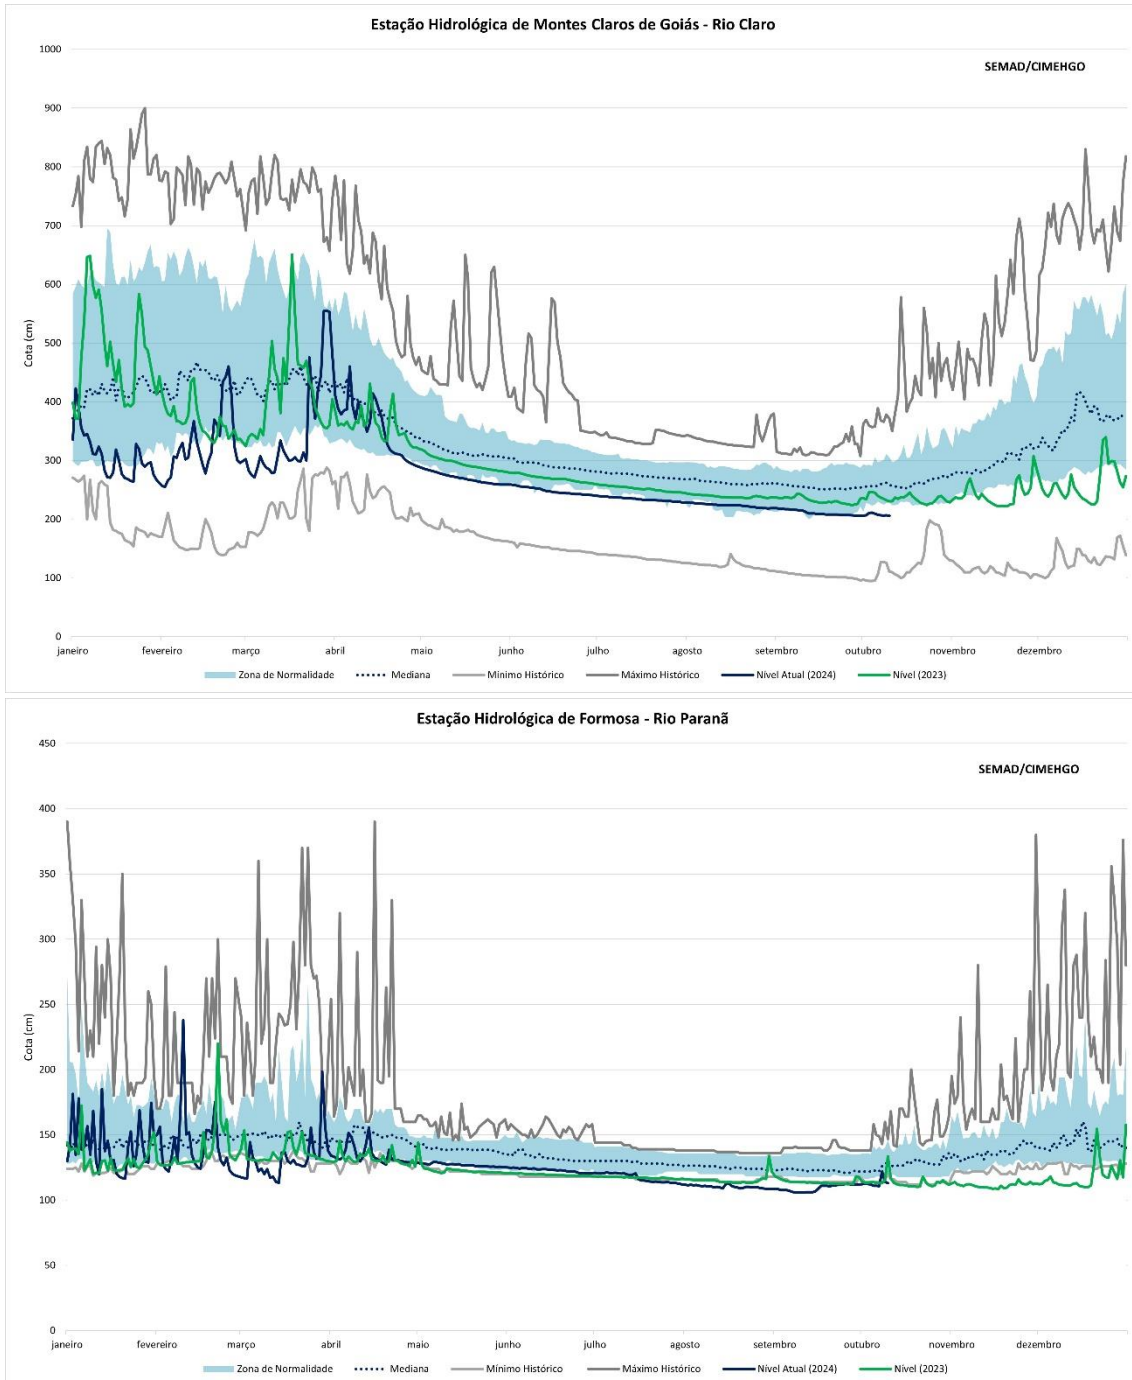 Estação Hidrológica de Montes Claros de Goiás - Rio Claro
SEMAD/CIMEHGO
1000
900
800
700
600
500
400
300
200
100
0
Cota (cm)
janeiro fevereiro março abril maio junho julho agosto setembro outubro novembro dezembro
Zona de Normalidade Mediana Mínimo Histórico Máximo Histórico Nível Atual (2024) Nível (2023)
Estação Hidrológica de Formosa - Rio Paranã
SEMAD/CIMEHGO
450
400
350
300
250
200
150
100
50
0
Cota (cm)
janeiro fevereiro março abril maio junho julho agosto setembro outubro novembro dezembro
Zona de Normalidade Mediana Mínimo Histórico Máximo Histórico Nível Atual (2024) Nível (2023)